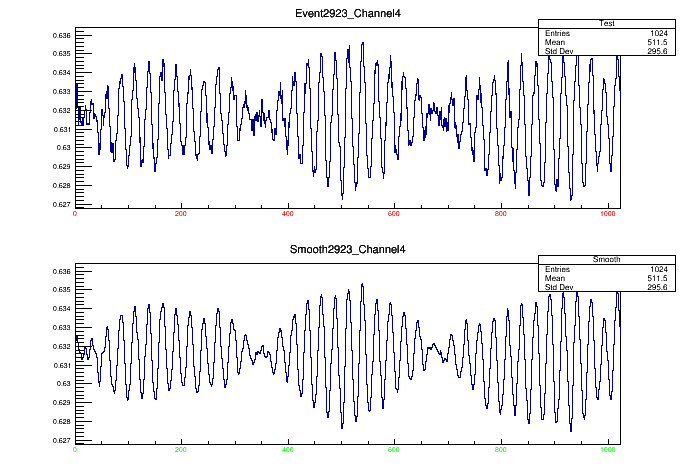 Event2923_Channel4
Test
Entries 1024
Mean 511.5
Std Dev 295.6
0.636
0.635
0.634
0.633
0.632
0.631
0.63
0.629
0.628
0.627
0 200 400 600 800 1000
Smooth2923_Channel4
Smooth
Entries 1024
Mean 511.5
Std Dev 295.6
0.636
0.635
0.634
0.633
0.632
0.631
0.63
0.629
0.628
0.627
0 200 400 600 800 1000